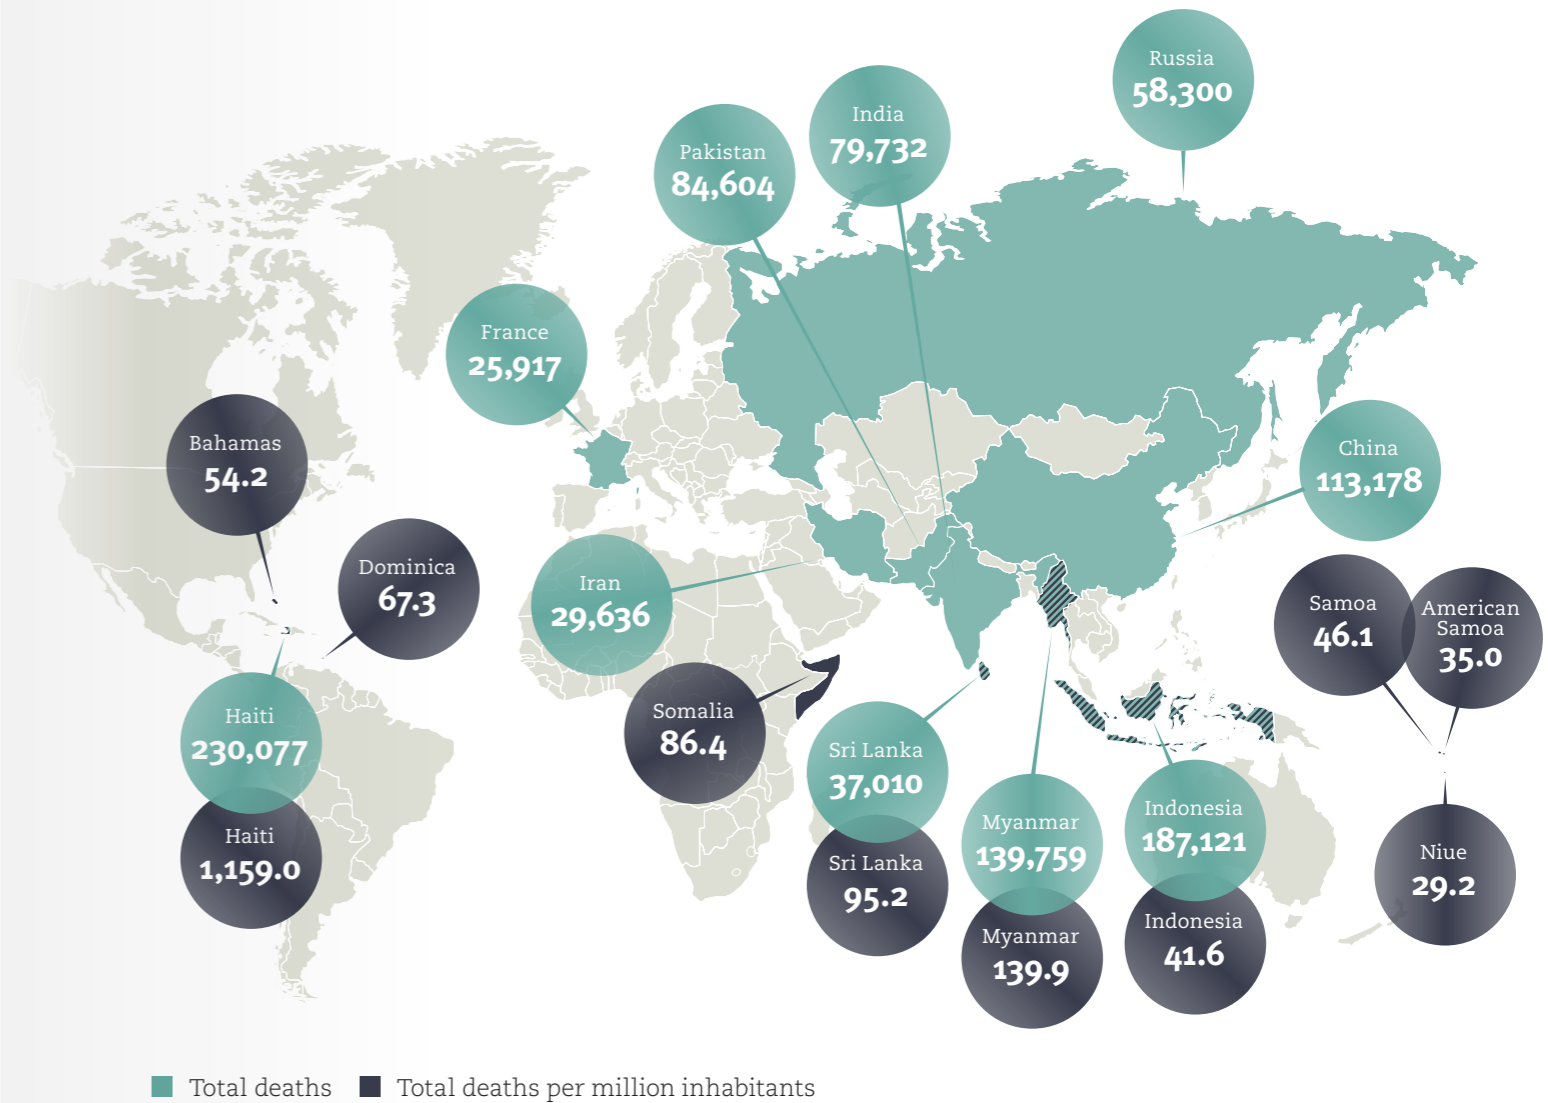 Russia
58,300
India
79,732
Pakistan
84,604
France
25,917
Bahamas
54.2
China
113,178
Dominica
67.3
Iran
29,636
Samoa
46.1
American
Samoa
35.0
Haiti
230,077
Haiti
1,159.0
Somalia
86.4
Sri Lanka
37,010
Sri Lanka
95.2
Myanmar
139,759
Myanmar
139.9
Indonesia
187,121
Indonesia
41.6
Niue
29.2
Total deaths
Total deaths per million inhabitants